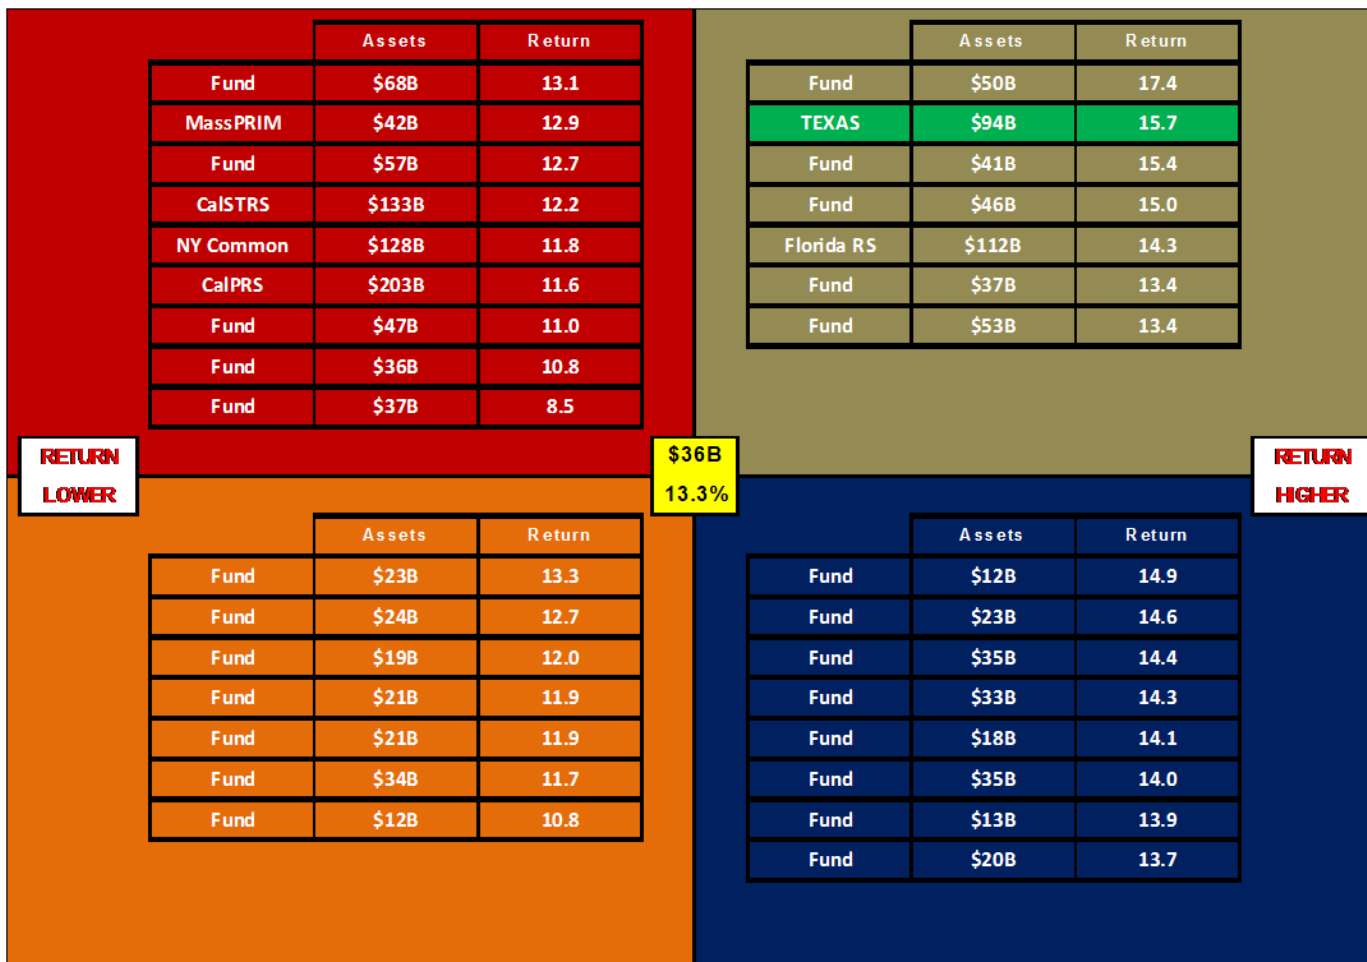 Assets Return
Fund $68B 13.1
MassPRIM $42B 12.9
Fund $57B 12.7
CalSTRS $133B 12.2
NY Common $128B 11.8
CalPRS $203B 11.6
Fund $47B 11.0
Fund $36B 10.8
Fund $37B 8.5
Assets Return
Fund $50B 17.4
TEXAS $94B 15.7
Fund $41B 15.4
Fund $46B 15.0
Florida RS $112B 14.3
Fund $37B 13.4
Fund $53B 13.4
RETURN
LOWER
$36B
13.3%
RETURN
HIGHER
Assets Return
Fund $23B 13.3
Fund $24B 12.7
Fund $19B 12.0
Fund $21B 11.9
Fund $21B 11.9
Fund $34B 11.7
Fund $12B 10.8
Assets Return
Fund $12B 14.9
Fund $23B 14.6
Fund $35B 14.4
Fund $33B 14.3
Fund $18B 14.1
Fund $35B 14.0
Fund $13B 13.9
Fund $20B 13.7